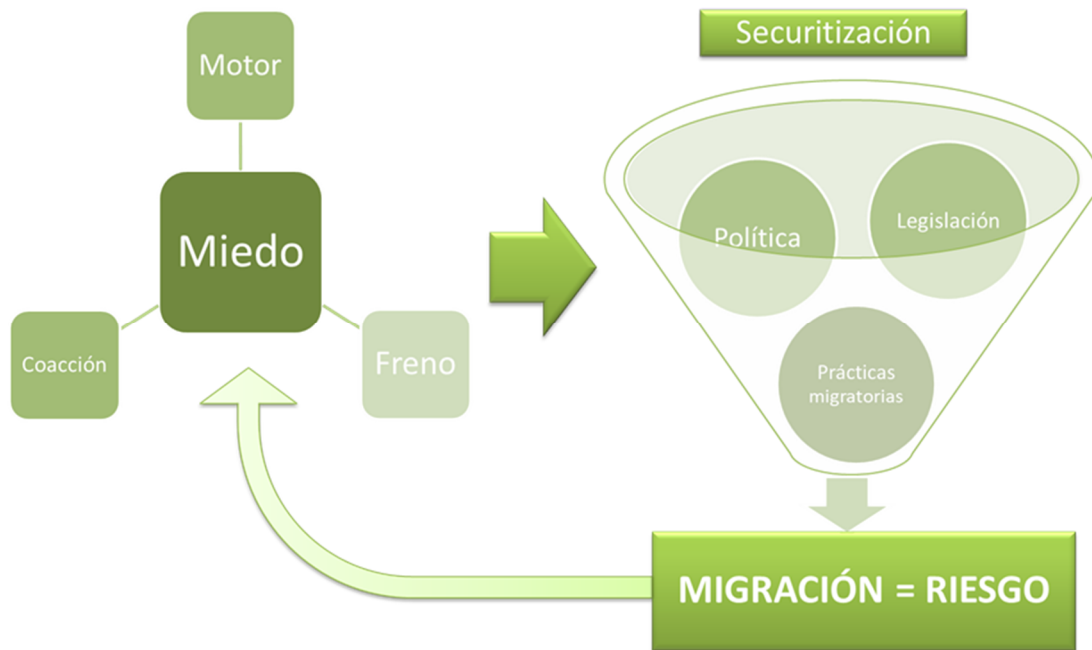 Motor
Miedo
Coacción
Freno
Securitización
Política
Legislación
Prácticas
migratorias
MIGRACIÓN = RIESGO